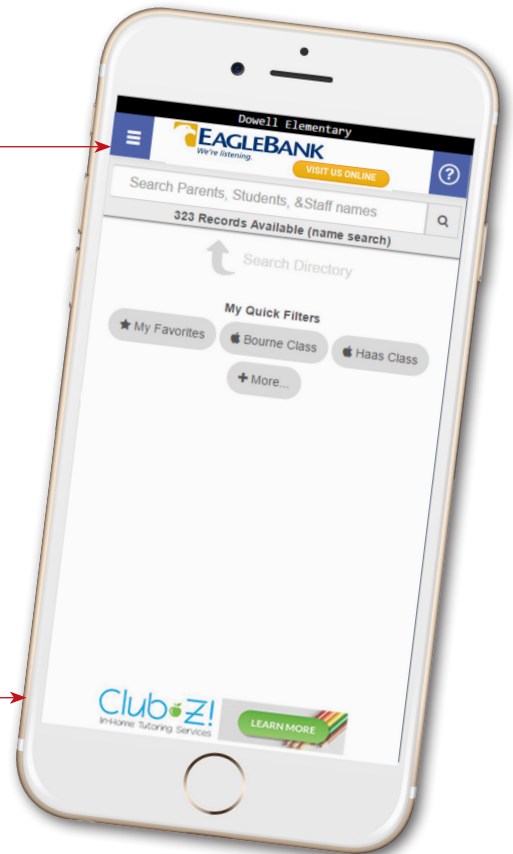 Dowell Elementary
EAGLEBANK
We're listening.
VISIT US ONLINE
Search Parents, Students, &Staff names
323 Records Available (name search)
Search Directory
My Quick Filters
My Favorites
Bourne Class
Haas Class
+ More...
Club Z!
In-Home Tutoring Services
LEARN MORE